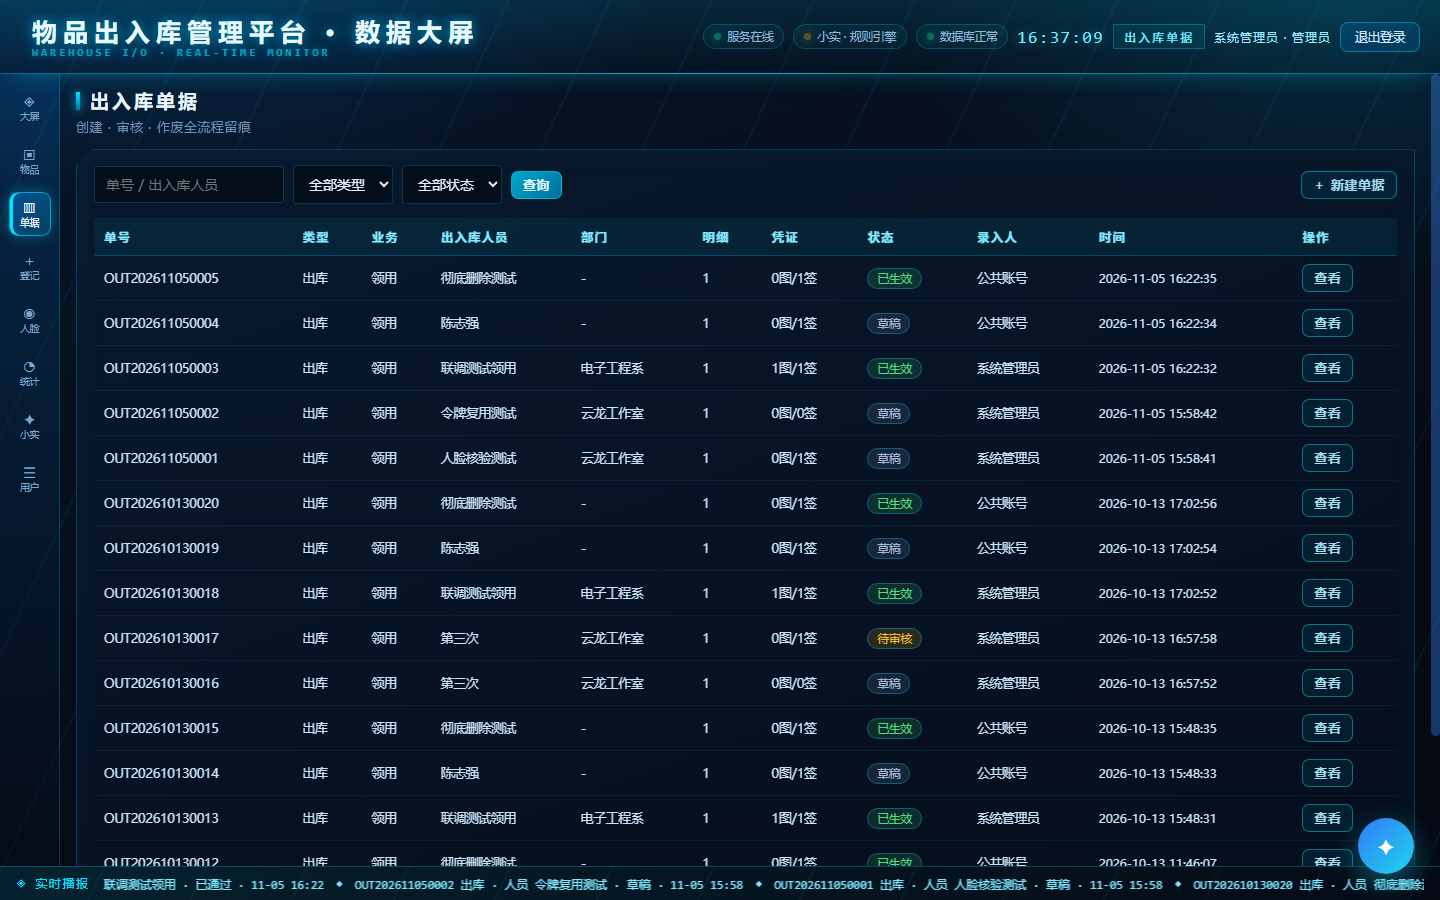 物品出入库管理平台 • 数据大屏
WAREHOUSE I/O · REAL-TIME MONITOR
服务在线
小实 · 规则引擎
数据库正常
16:37:09
出入库单据
系统管理员 · 管理员
退出登录
大屏
物品
单据
登记
人脸
统计
小实
用户
出入库单据
创建 · 审核 · 作废全流程留痕
单号 / 出入库人员
全部类型
全部状态
查询
+ 新建单据
单号 类型 业务 出入库人员 部门 明细 凭证 状态 录入人 时间 操作
OUT202611050005 出库 领用 彻底删除测试 - 1 0图/1签 已生效 公共账号 2026-11-05 16:22:35 查看
OUT202611050004 出库 领用 陈志强 - 1 0图/1签 草稿 公共账号 2026-11-05 16:22:34 查看
OUT202611050003 出库 领用 联调测试领用 电子工程系 1 1图/1签 已生效 系统管理员 2026-11-05 16:22:32 查看
OUT202611050002 出库 领用 令牌复用测试 云龙工作室 1 0图/0签 草稿 系统管理员 2026-11-05 15:58:42 查看
OUT202611050001 出库 领用 人脸核验测试 云龙工作室 1 0图/1签 草稿 系统管理员 2026-11-05 15:58:41 查看
OUT202610130020 出库 领用 彻底删除测试 - 1 0图/1签 已生效 公共账号 2026-10-13 17:02:56 查看
OUT202610130019 出库 领用 陈志强 - 1 0图/1签 草稿 公共账号 2026-10-13 17:02:54 查看
OUT202610130018 出库 领用 联调测试领用 电子工程系 1 1图/1签 已生效 系统管理员 2026-10-13 17:02:52 查看
OUT202610130017 出库 领用 第三次 云龙工作室 1 0图/1签 待审核 系统管理员 2026-10-13 16:57:58 查看
OUT202610130016 出库 领用 第三次 云龙工作室 1 0图/0签 草稿 系统管理员 2026-10-13 16:57:52 查看
OUT202610130015 出库 领用 彻底删除测试 - 1 0图/1签 已生效 公共账号 2026-10-13 15:48:35 查看
OUT202610130014 出库 领用 陈志强 - 1 0图/1签 草稿 公共账号 2026-10-13 15:48:33 查看
OUT202610130013 出库 领用 联调测试领用 电子工程系 1 1图/1签 已生效 系统管理员 2026-10-13 15:48:31 查看
OUT202610130012 出库 领用 彻底删除测试 - 1 0图/1签 已生效 公共账号 2026-10-13 11:46:07 查看
实时播报 联调测试领用 · 已通过 · 11-05 16:22 ◆ OUT202611050002 出库 · 人员 令牌复用测试 · 草稿 · 11-05 15:58 ◆ OUT202611050001 出库 · 人员 人脸核验测试 · 草稿 · 11-05 15:58 ◆ OUT202610130020 出库 · 人员 彻底删除